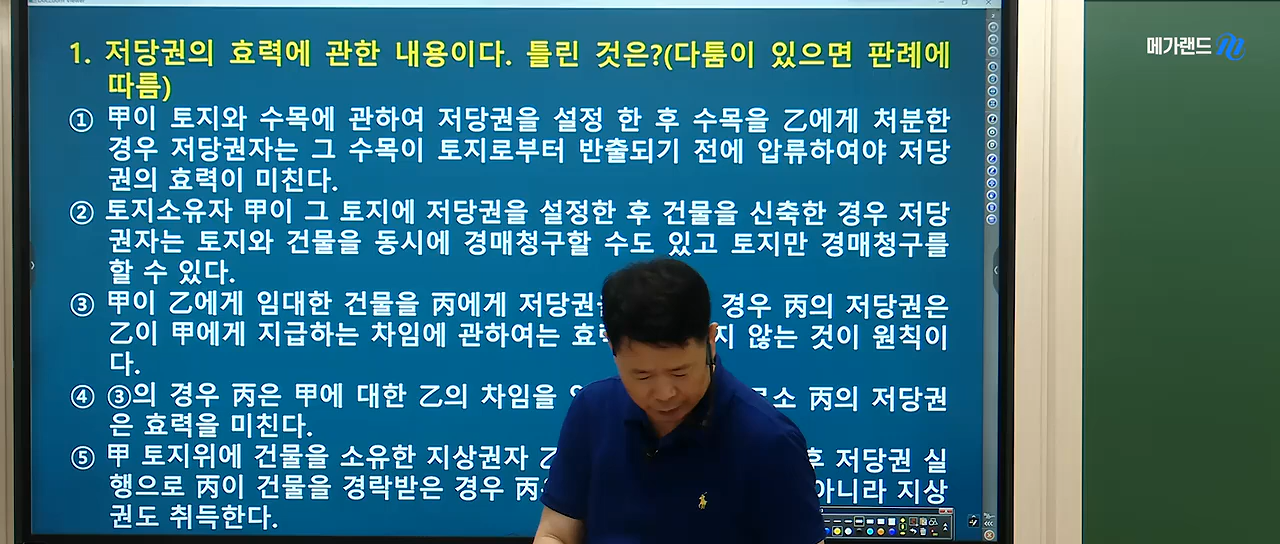 메가랜드
1. 저당권의 효력에 관한 내용이다. 틀린 것은?(다툼이 있으면 판례에
따름)
① 甲이 토지와 수목에 관하여 저당권을 설정 한 후 수목을 乙에게 처분한
경우 저당권자는 그 수목이 토지로부터 반출되기 전에 압류하여야 저당
권의 효력이 미친다.
② 토지소유자 甲이 그 토지에 저당권을 설정한 후 건물을 신축한 경우 저당
권자는 토지와 건물을 동시에 경매청구할 수도 있고 토지만 경매청구를
할 수 있다.
③ 甲이 乙에게 임대한 건물을 丙에게 경우 丙의 저당권은
乙이 甲에게 지급하는 차임에 관하여는 않는 것이 원칙이
다.
④ ③의 경우 丙은 甲에 대한 乙의 차임을 丙의 저당권
은 효력을 미친다.
⑤ 甲 토지위에 건물을 소유한 지상권자 저당권 실
행으로 丙이 건물을 경락받은 경우 아니라 지상
권도 취득한다.